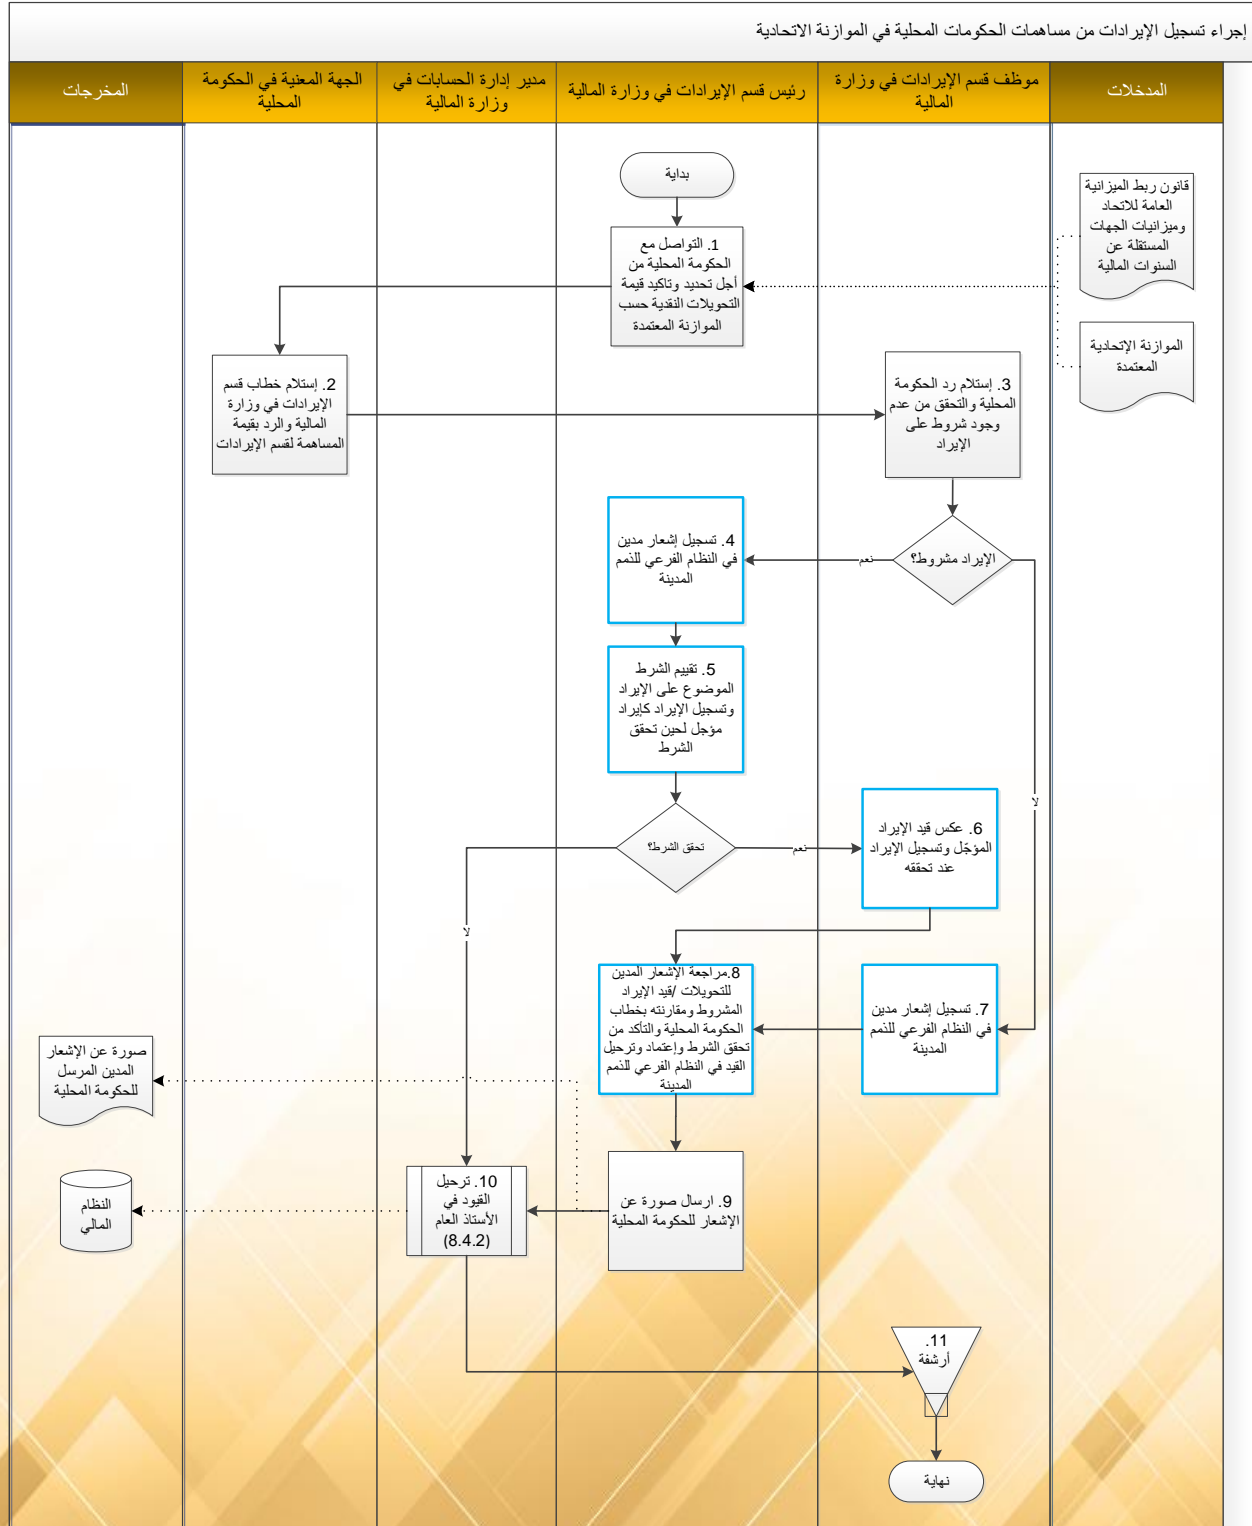 إجراء تسجيل الإيرادات من مساهمات الحكومات المحلية في الموازنة الاتحادية
المدخلات
موظف قسم الإيرادات في وزارة
المالية
رئيس قسم الإيرادات في وزارة المالية
مدير إدارة الحسابات في
وزارة المالية
الجهة المعنية في الحكومة
المحلية
المخرجات
بداية
قانون ربط الميزانية
العامة للاتحاد
وميزانيات الجهات
المستقلة عن
السنوات المالية
1. التواصل مع
الحكومة المحلية من
أجل تحديد وتاكيد قيمة
التحويلات النقدية حسب
الموازنة المعتمدة
الموازنة الإتحادية
المعتمدة
2. إستلام خطاب قسم
الإيرادات في وزارة
المالية والرد بقيمة
المساهمة لقسم الإيرادات
3. إستلام رد الحكومة
المحلية والتحقق من عدم
وجود شروط على
الإيراد
الإيراد مشروط؟
نعم
لا
4. تسجيل إشعار مدين
في النظام الفرعي للذمم
المدينة
5. تقييم الشرط
الموضوع على الإيراد
وتسجيل الإيراد كإيراد
مؤجل لحين تحقق
الشرط
تحقق الشرط؟
نعم
لا
6. عكس قيد الإيراد
المؤجّل وتسجيل الإيراد
عند تحققه
7. تسجيل إشعار مدين
في النظام الفرعي للذمم
المدينة
8.مراجعة الإشعار المدين
للتحويلات /قيد الإيراد
المشروط ومقارنته بخطاب
الحكومة المحلية والتأكد من
تحقق الشرط وإعتماد وترحيل
القيد في النظام الفرعي للذمم
المدينة
صورة عن الإشعار
المدين المرسل
للحكومة المحلية
9. ارسال صورة عن
الإشعار للحكومة المحلية
10. ترحيل
القيود في
الأستاذ العام
(8.4.2)
النظام
المالي
11.
أرشفة
نهاية